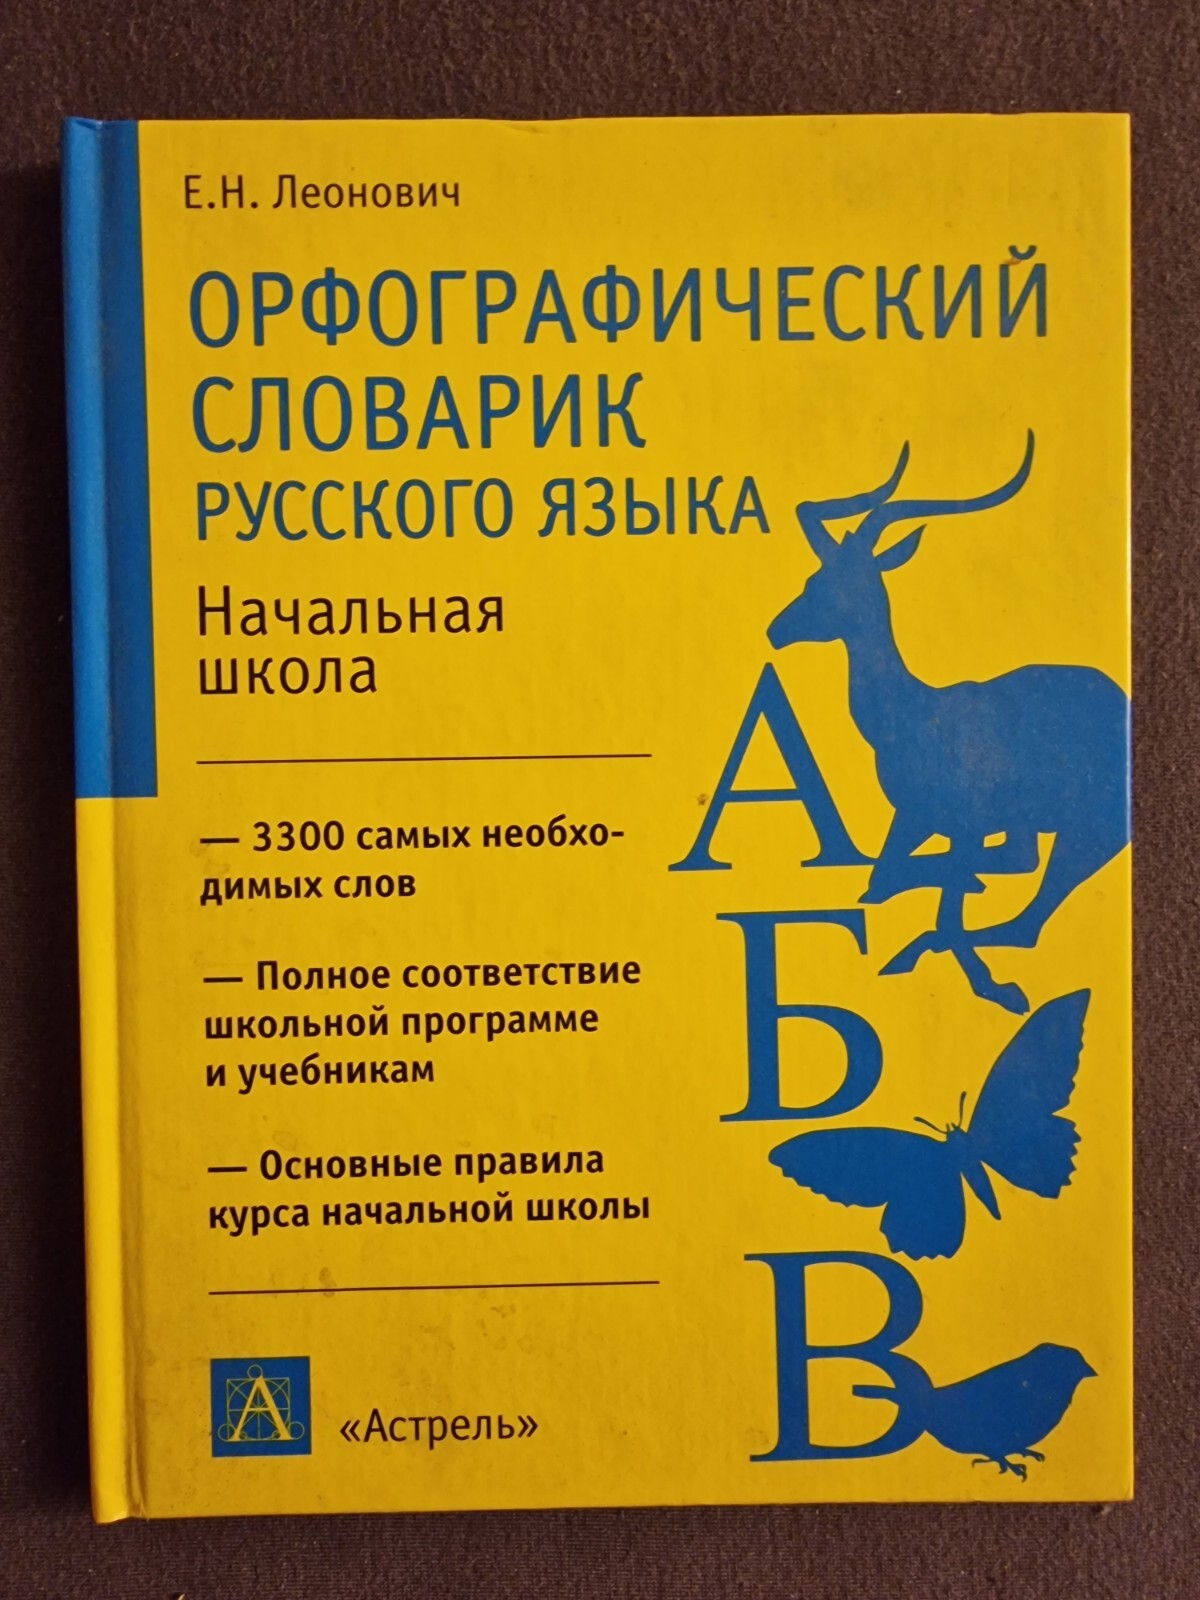 Е.Н. Леонович
ОРФОГРАФИЧЕСКИЙ
СЛОВАРИК
РУССКОГО ЯЗЫКА
Начальная
школа
— 3300 самых необхо-
димых слов
— Полное соответствие
школьной программе
и учебникам
— Основные правила
курса начальной школы
А
Б
В
А
«Астрель»